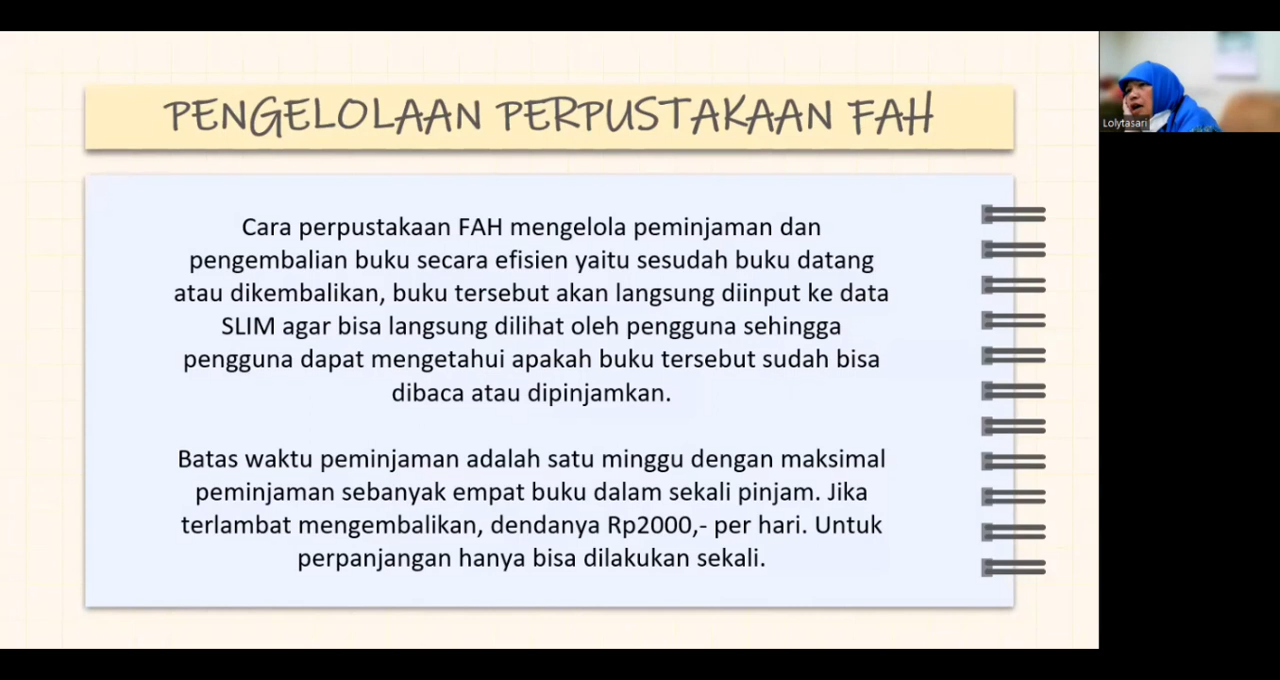 PENGELOLAAN PERPUSTAKAAN FAH
Cara perpustakaan FAH mengelola peminjaman dan
pengembalian buku secara efisien yaitu sesudah buku datang
atau dikembalikan, buku tersebut akan langsung diinput ke data
SLIM agar bisa langsung dilihat oleh pengguna sehingga
pengguna dapat mengetahui apakah buku tersebut sudah bisa
dibaca atau dipinjamkan.
Batas waktu peminjaman adalah satu minggu dengan maksimal
peminjaman sebanyak empat buku dalam sekali pinjam. Jika
terlambat mengembalikan, dendanya Rp2000,- per hari. Untuk
perpanjangan hanya bisa dilakukan sekali.
Lolytasari